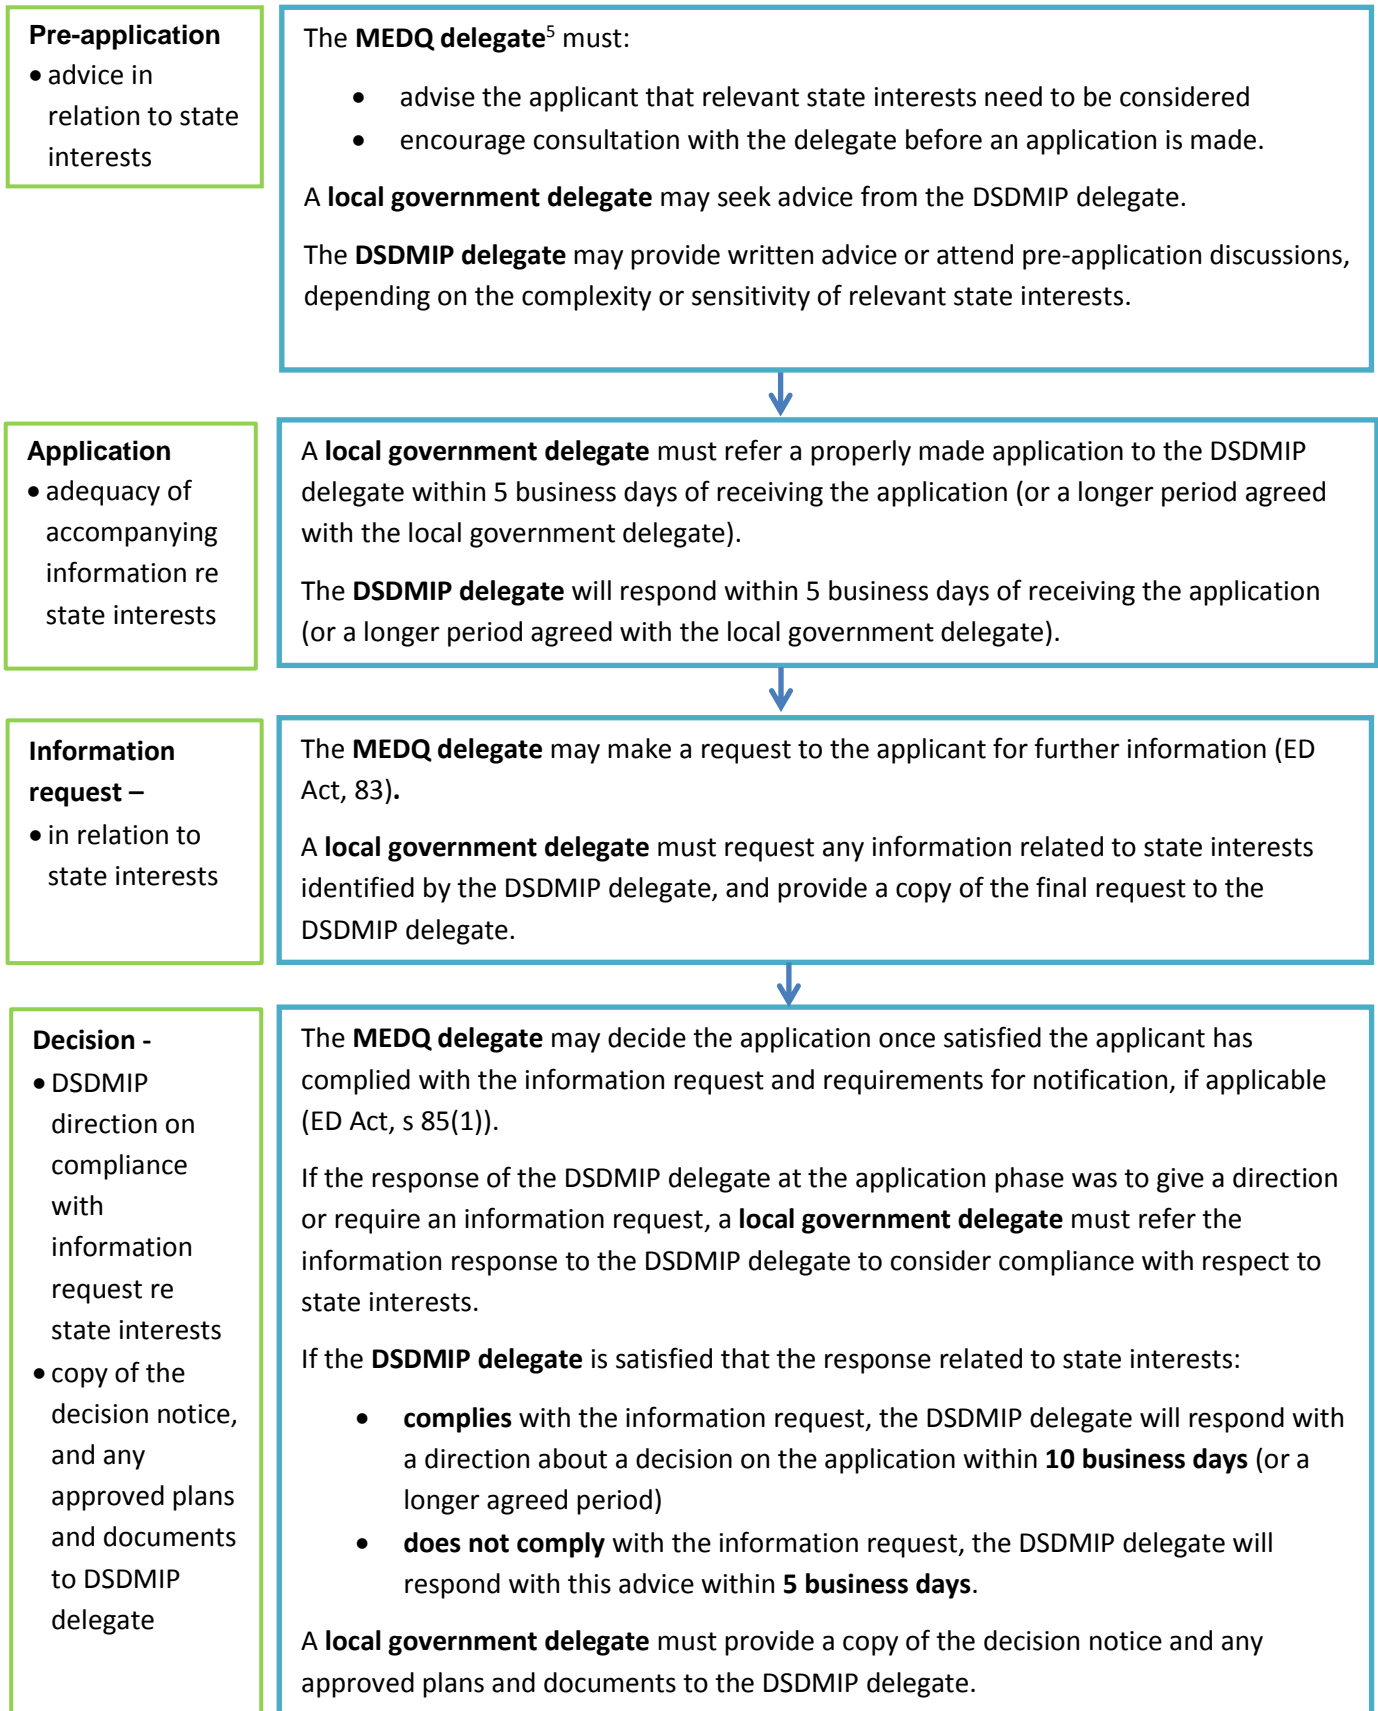 Pre-application
• advice in
relation to state
interests
The MEDQ delegate5 must:
• advise the applicant that relevant state interests need to be considered
• encourage consultation with the delegate before an application is made.
A local government delegate may seek advice from the DSDMIP delegate.
The DSDMIP delegate may provide written advice or attend pre-application discussions,
depending on the complexity or sensitivity of relevant state interests.
Application
• adequacy of
accompanying
information re
state interests
A local government delegate must refer a properly made application to the DSDMIP
delegate within 5 business days of receiving the application (or a longer period agreed
with the local government delegate).
The DSDMIP delegate will respond within 5 business days of receiving the application
(or a longer period agreed with the local government delegate).
Information
request –
• in relation to
state interests
The MEDQ delegate may make a request to the applicant for further information (ED
Act, 83).
A local government delegate must request any information related to state interests
identified by the DSDMIP delegate, and provide a copy of the final request to the
DSDMIP delegate.
Decision -
• DSDMIP
direction on
compliance
with
information
request re
state interests
• copy of the
decision notice,
and any
approved plans
and documents
to DSDMIP
delegate
The MEDQ delegate may decide the application once satisfied the applicant has
complied with the information request and requirements for notification, if applicable
(ED Act, s 85(1)).
If the response of the DSDMIP delegate at the application phase was to give a direction
or require an information request, a local government delegate must refer the
information response to the DSDMIP delegate to consider compliance with respect to
state interests.
If the DSDMIP delegate is satisfied that the response related to state interests:
• complies with the information request, the DSDMIP delegate will respond with
a direction about a decision on the application within 10 business days (or a
longer agreed period)
• does not comply with the information request, the DSDMIP delegate will
respond with this advice within 5 business days.
A local government delegate must provide a copy of the decision notice and any
approved plans and documents to the DSDMIP delegate.